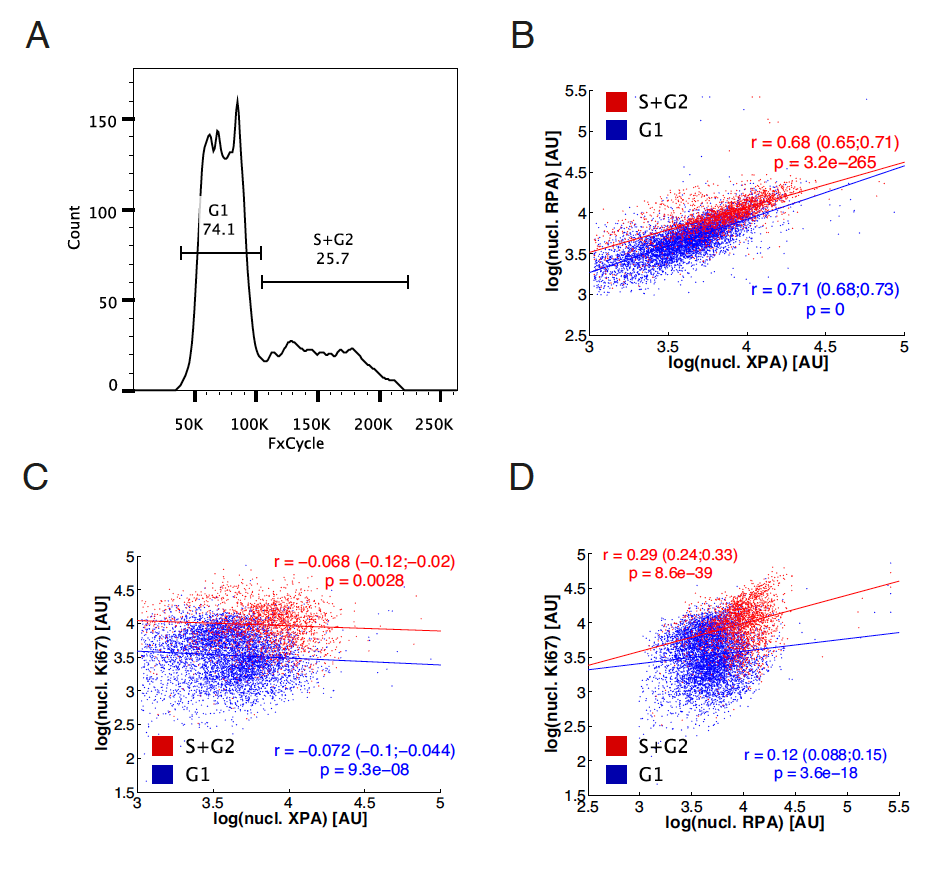 A
Count
150
100
50
0
G1
74.1
S+G2
25.7
50K 100K 150K 200K 250K
FxCycle
B
log(nucl. RPA) [AU]
5.5
5
4.5
4
3.5
3
2.5
S+G2
G1
r = 0.68 (0.65;0.71)
p = 3.2e−265
r = 0.71 (0.68;0.73)
p = 0
3 3.5 4 4.5 5
log(nucl. XPA) [AU]
C
log(nucl. Ki67) [AU]
5
4.5
4
3.5
3
2.5
2
1.5
r = −0.068 (−0.12;−0.02)
p = 0.0028
S+G2
G1
r = −0.072 (−0.1;−0.044)
p = 9.3e−08
3 3.5 4 4.5 5
log(nucl. XPA) [AU]
D
log(nucl. Ki67) [AU]
5
4.5
4
3.5
3
2.5
2
1.5
r = 0.29 (0.24;0.33)
p = 8.6e−39
S+G2
G1
r = 0.12 (0.088;0.15)
p = 3.6e−18
2.5 3 3.5 4 4.5 5 5.5
log(nucl. RPA) [AU]